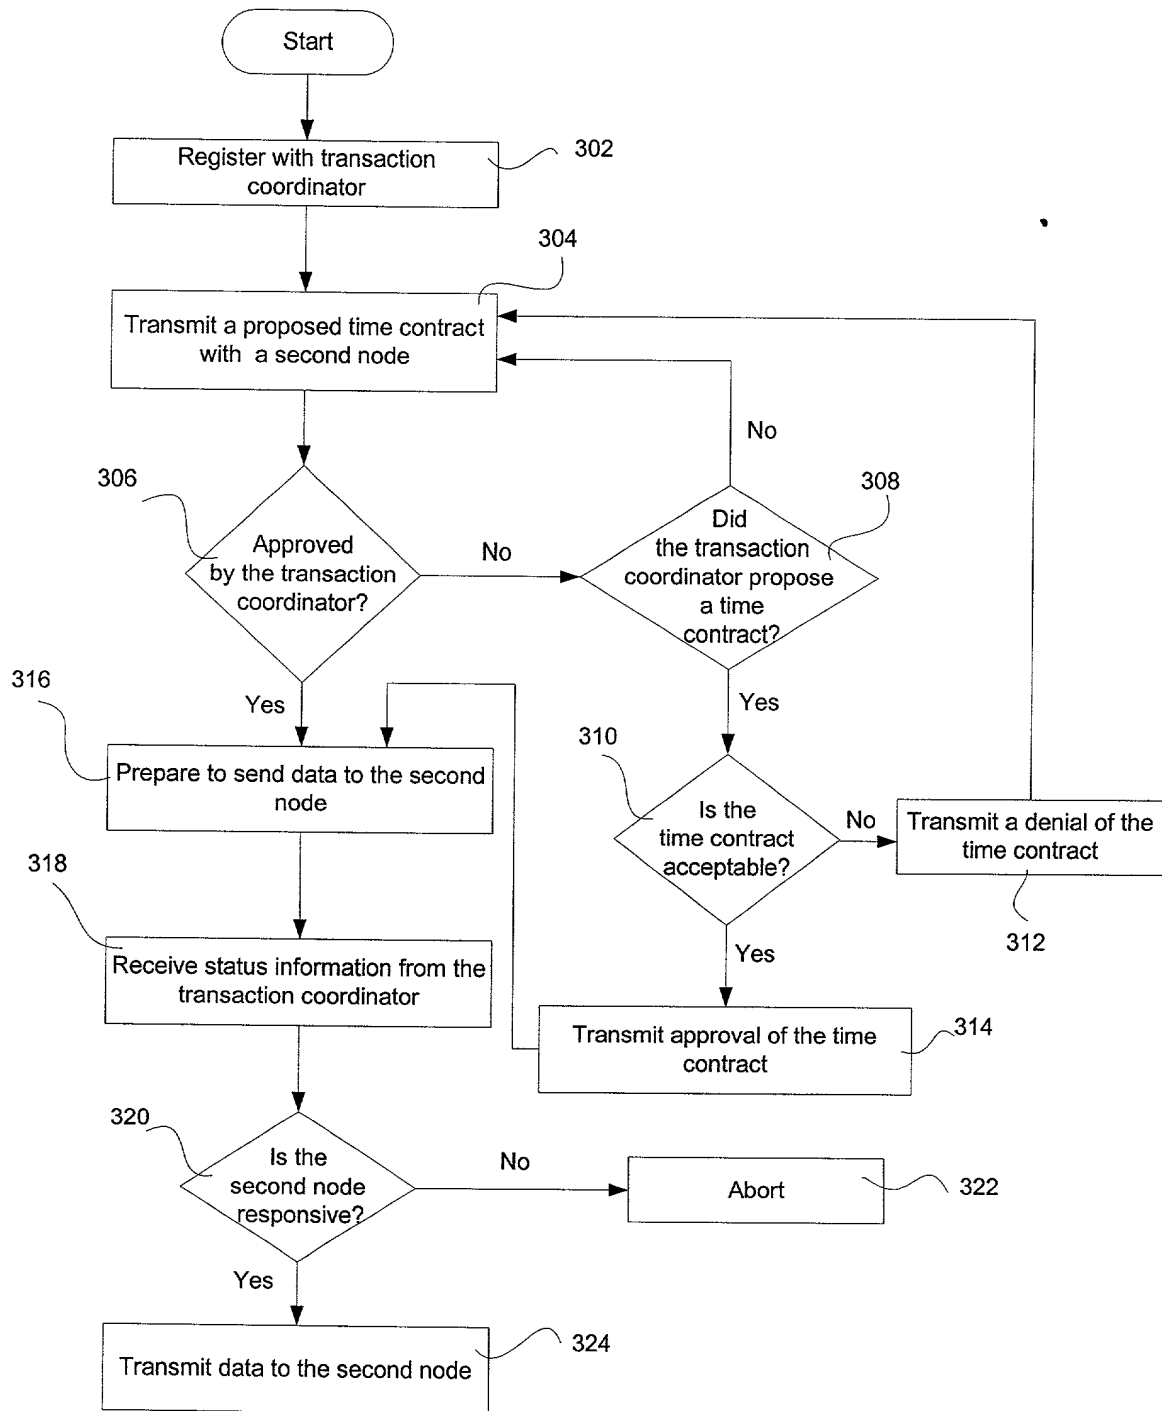 Start
Register with transaction
coordinator
302
304
Transmit a proposed time contract
with a second node
No
306
308
Approved
by the transaction
coordinator?
No
Did
the transaction
coordinator propose
a time
contract?
316
Yes
Yes
310
Prepare to send data to the second
node
Is the
time contract
acceptable?
No
Transmit a denial of the
time contract
312
318
Yes
Receive status information from the
transaction coordinator
Transmit approval of the time
contract
314
320
Is the
second node
responsive?
No
Abort
322
Yes
324
Transmit data to the second node